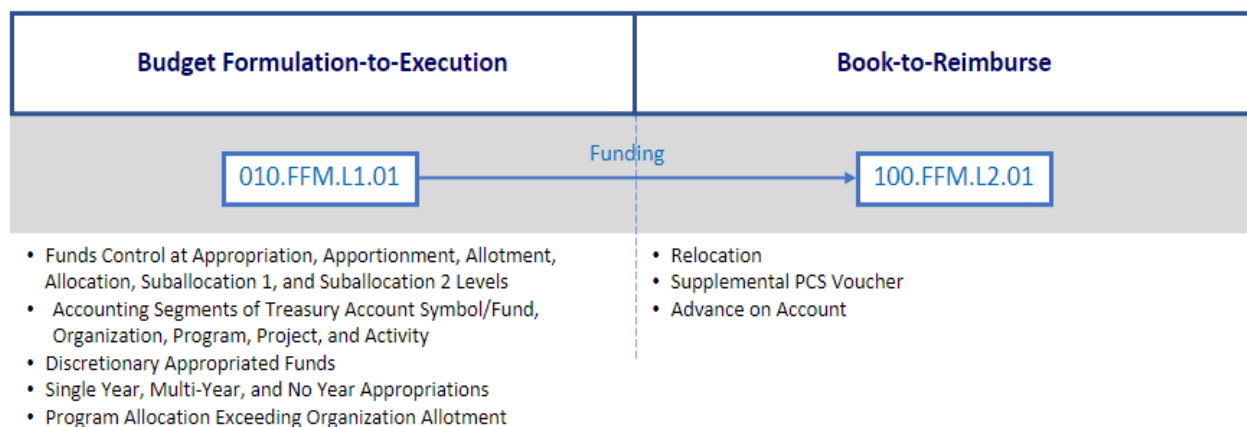 Budget Formulation-to-Execution
Book-to-Reimburse
Funding
010.FFM.L1.01
100.FFM.L2.01
• Funds Control at Appropriation, Apportionment, Allotment,
Allocation, Suballocation 1, and Suballocation 2 Levels
• Accounting Segments of Treasury Account Symbol/Fund,
Organization, Program, Project, and Activity
• Discretionary Appropriated Funds
• Single Year, Multi-Year, and No Year Appropriations
• Program Allocation Exceeding Organization Allotment
• Relocation
• Supplemental PCS Voucher
• Advance on Account